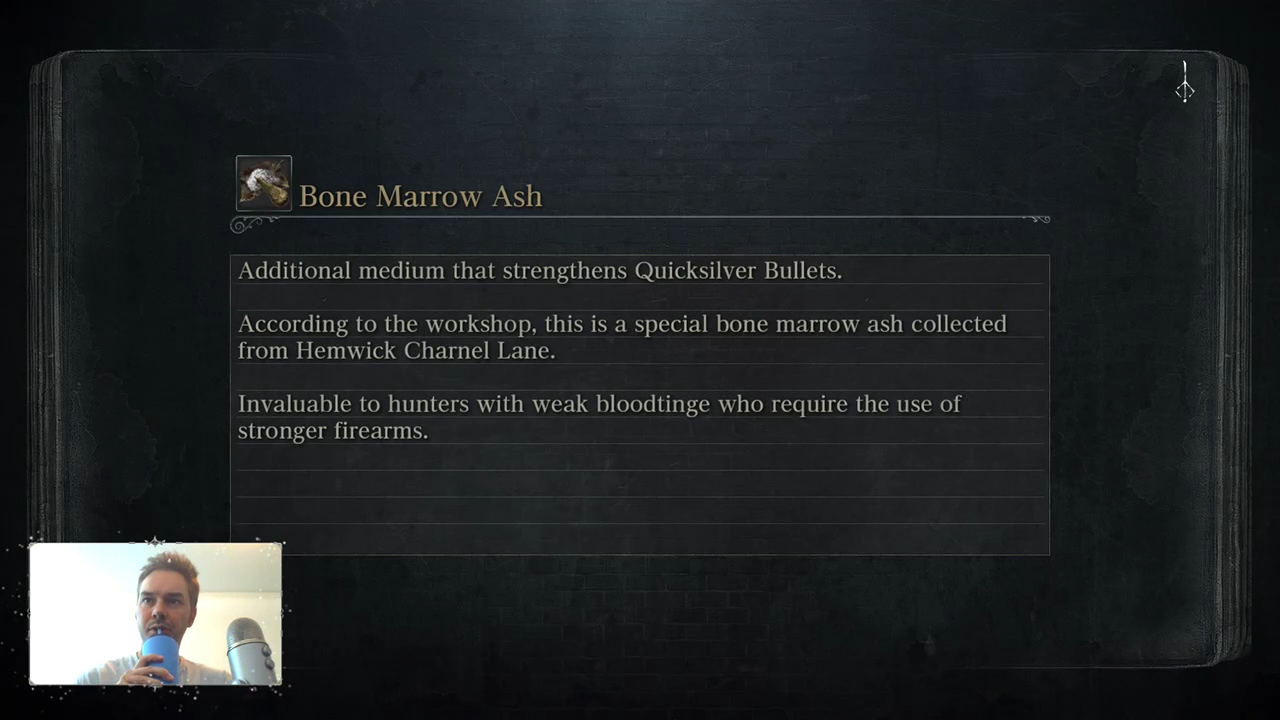 Bone Marrow Ash
Additional medium that strengthens Quicksilver Bullets.
According to the workshop, this is a special bone marrow ash collected
from Hemwick Charnel Lane.
Invaluable to hunters with weak bloodtinge who require the use of
stronger firearms.